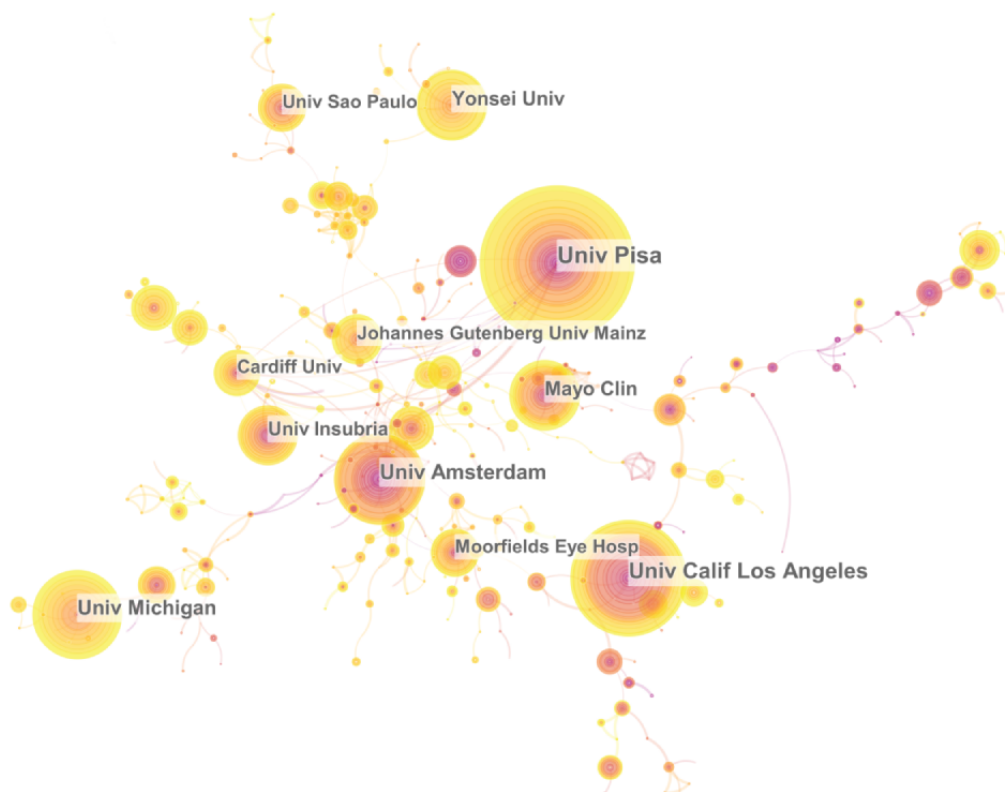 Univ Sao Paulo
Yonsei Univ
Univ Pisa
Johannes Gutenberg Univ Mainz
Cardiff Univ
Mayo Clin
Univ Insubria
Univ Amsterdam
Moorfields Eye Hosp
Univ Calif Los Angeles
Univ Michigan